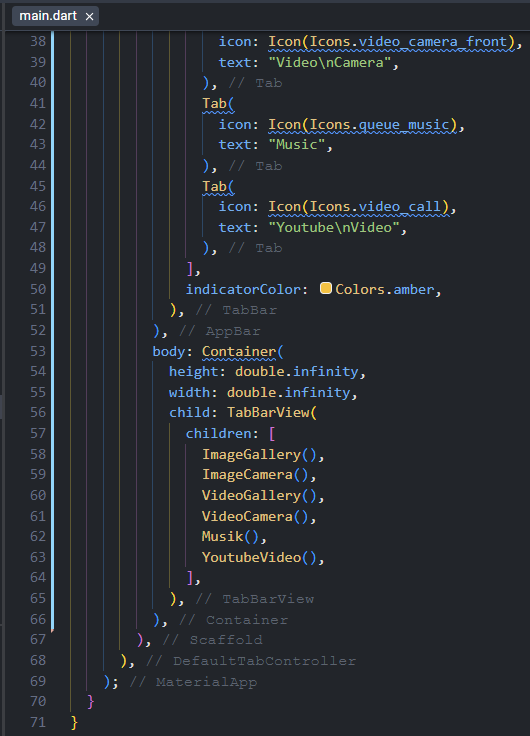 main.dart ×
38 icon: Icon(Icons.video_camera_front),
39 text: "Video\nCamera",
40 ), // Tab
41 Tab(
42 icon: Icon(Icons.queue_music),
43 text: "Music",
44 ), // Tab
45 Tab(
46 icon: Icon(Icons.video_call),
47 text: "Youtube\nVideo",
48 ), // Tab
49 ],
50 indicatorColor: Colors.amber,
51 ), // TabBar
52 ), // AppBar
53 body: Container(
54 height: double.infinity,
55 width: double.infinity,
56 child: TabBarView(
57 children: [
58 ImageGallery(),
59 ImageCamera(),
60 VideoGallery(),
61 VideoCamera(),
62 Musik(),
63 YoutubeVideo(),
64 ],
65 ), // TabBarView
66 ), // Container
67 ), // Scaffold
68 ), // DefaultTabController
69 ); // MaterialApp
70 }
71 }